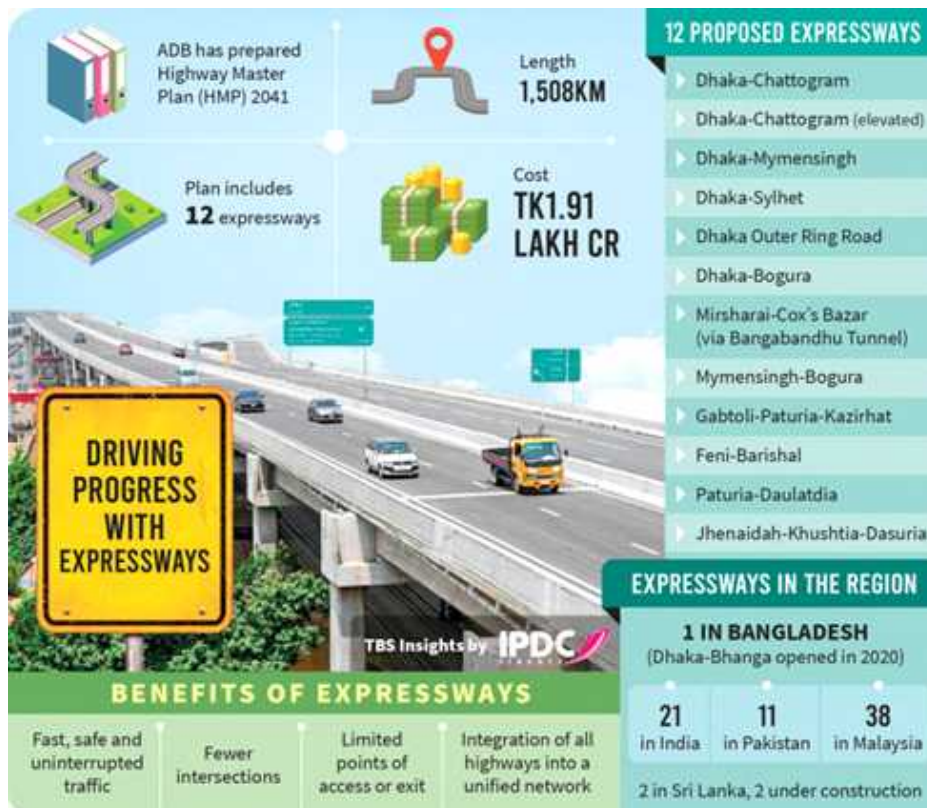 ADB has prepared
Highway Master
Plan (HMP) 2041
Length
1,508KM
Plan includes
12 expressways
Cost
TK1.91
LAKH CR
12 PROPOSED EXPRESSWAYS
Dhaka-Chattogram
Dhaka-Chattogram (elevated)
Dhaka-Mymensingh
Dhaka-Sylhet
Dhaka Outer Ring Road
Dhaka-Bogura
Mirsharai-Cox's Bazar
(via Bangabandhu Tunnel)
Mymensingh-Bogura
Gabtoli-Paturia-Kazirhat
Feni-Barishal
Paturia-Daulatdia
Jhenaidah-Khushtia-Dasuria
DRIVING
PROGRESS
WITH
EXPRESSWAYS
TBS Insights by IPDC
FINANCE
EXPRESSWAYS IN THE REGION
1 IN BANGLADESH
(Dhaka-Bhanga opened in 2020)
21
in India
11
in Pakistan
38
in Malaysia
2 in Sri Lanka, 2 under construction
BENEFITS OF EXPRESSWAYS
Fast, safe and
uninterrupted
traffic
Fewer
intersections
Limited
points of
access or exit
Integration of all
highways into a
unified network